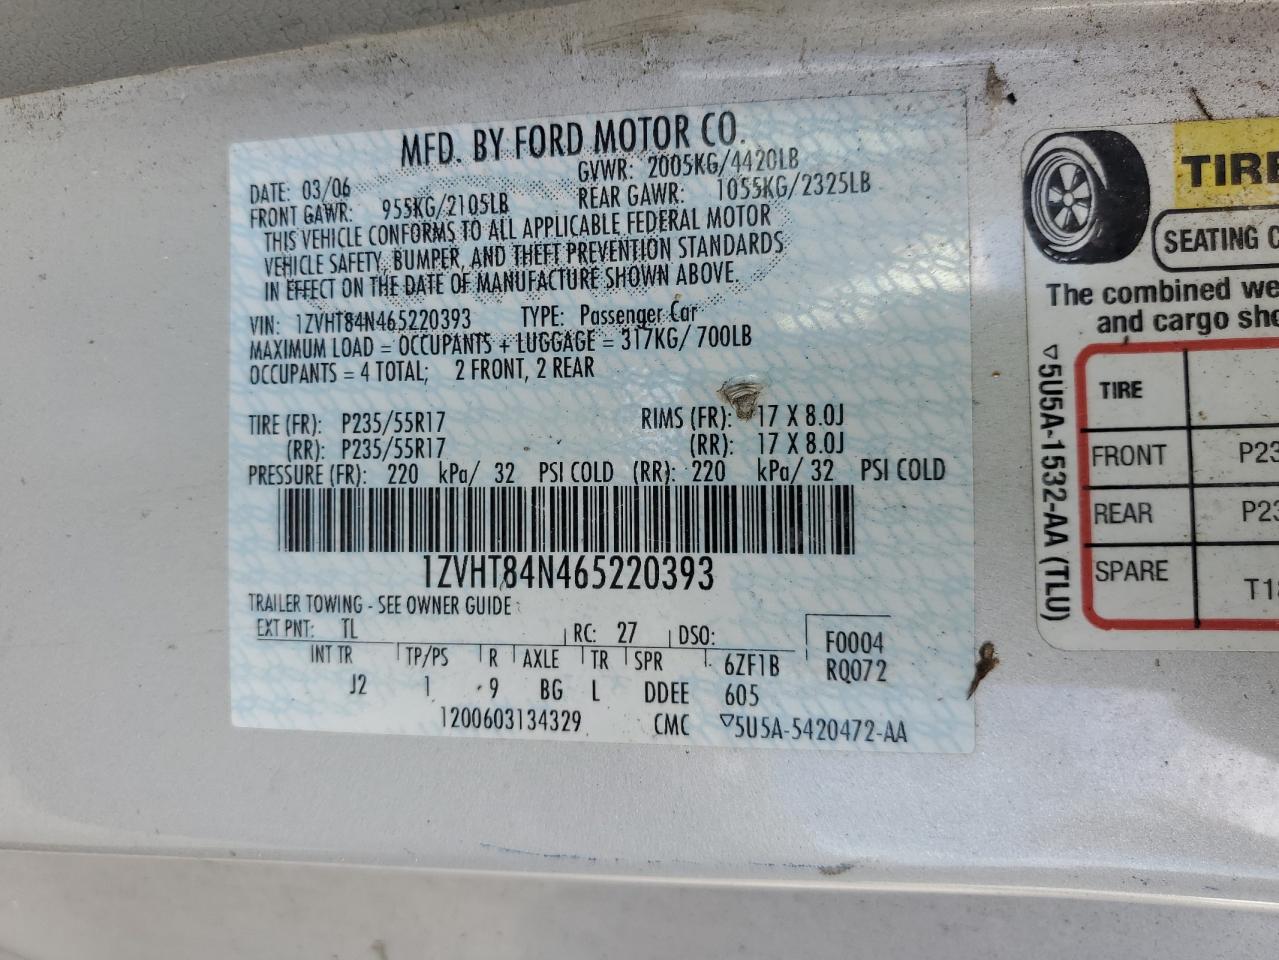 MFD. BY FORD MOTOR CO.
DATE: 03/06 GVWR: 2005KG/4420LB
FRONT GAWR: 955KG/2105LB REAR GAWR: 1055KG/2325LB
THIS VEHICLE CONFORMS TO ALL APPLICABLE FEDERAL MOTOR
VEHICLE SAFETY, BUMPER, AND THEFT PREVENTION STANDARDS
IN EFFECT ON THE DATE OF MANUFACTURE SHOWN ABOVE.
VIN: 1ZVHT84N465220393 TYPE: Passenger Car
MAXIMUM LOAD = OCCUPANTS + LUGGAGE = 317KG/ 700LB
OCCUPANTS = 4 TOTAL; 2 FRONT, 2 REAR
TIRE (FR): P235/55R17 RIMS (FR): 17 X 8.0J
(RR): P235/55R17 (RR): 17 X 8.0J
PRESSURE (FR): 220 kPa/ 32 PSI COLD (RR): 220 kPa/ 32 PSI COLD
1ZVHT84N465220393
TRAILER TOWING - SEE OWNER GUIDE
EXT PNT: TL RC: 27 DSO: F0004
INT TR TP/PS R AXLE TR SPR 6ZF1B RQ072
J2 1 9 BG L DDEE 605
1200603134329 CMC ▽5U5A-5420472-AA
TIRE
SEATING C
The combined we
and cargo sho
▽5U5A-1532-AA (TLU)
TIRE
FRONT P23
REAR P23
SPARE T1